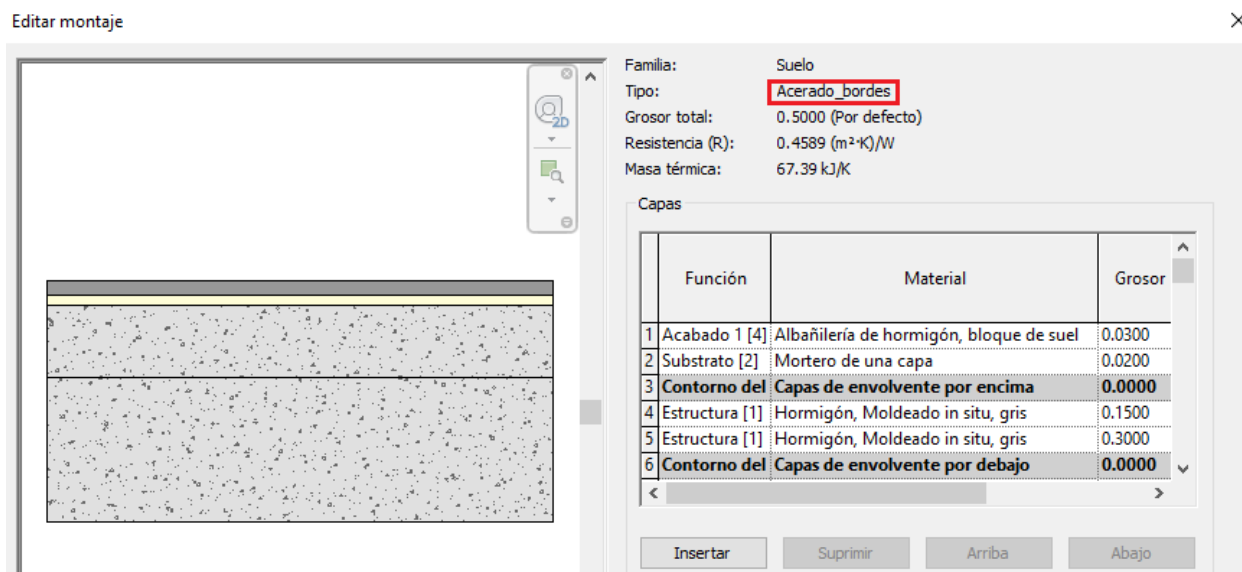 Editar montaje
2D
Familia: Suelo
Tipo: Acerado_bordes
Grosor total: 0.5000 (Por defecto)
Resistencia (R): 0.4589 (m²·K)/W
Masa térmica: 67.39 kJ/K
Capas
Función Material Grosor
1 Acabado 1 [4] Albañilería de hormigón, bloque de suel 0.0300
2 Substrato [2] Mortero de una capa 0.0200
3 Contorno del Capas de envolvente por encima 0.0000
4 Estructura [1] Hormigón, Moldeado in situ, gris 0.1500
5 Estructura [1] Hormigón, Moldeado in situ, gris 0.3000
6 Contorno del Capas de envolvente por debajo 0.0000
Insertar Suprimir Arriba Abajo